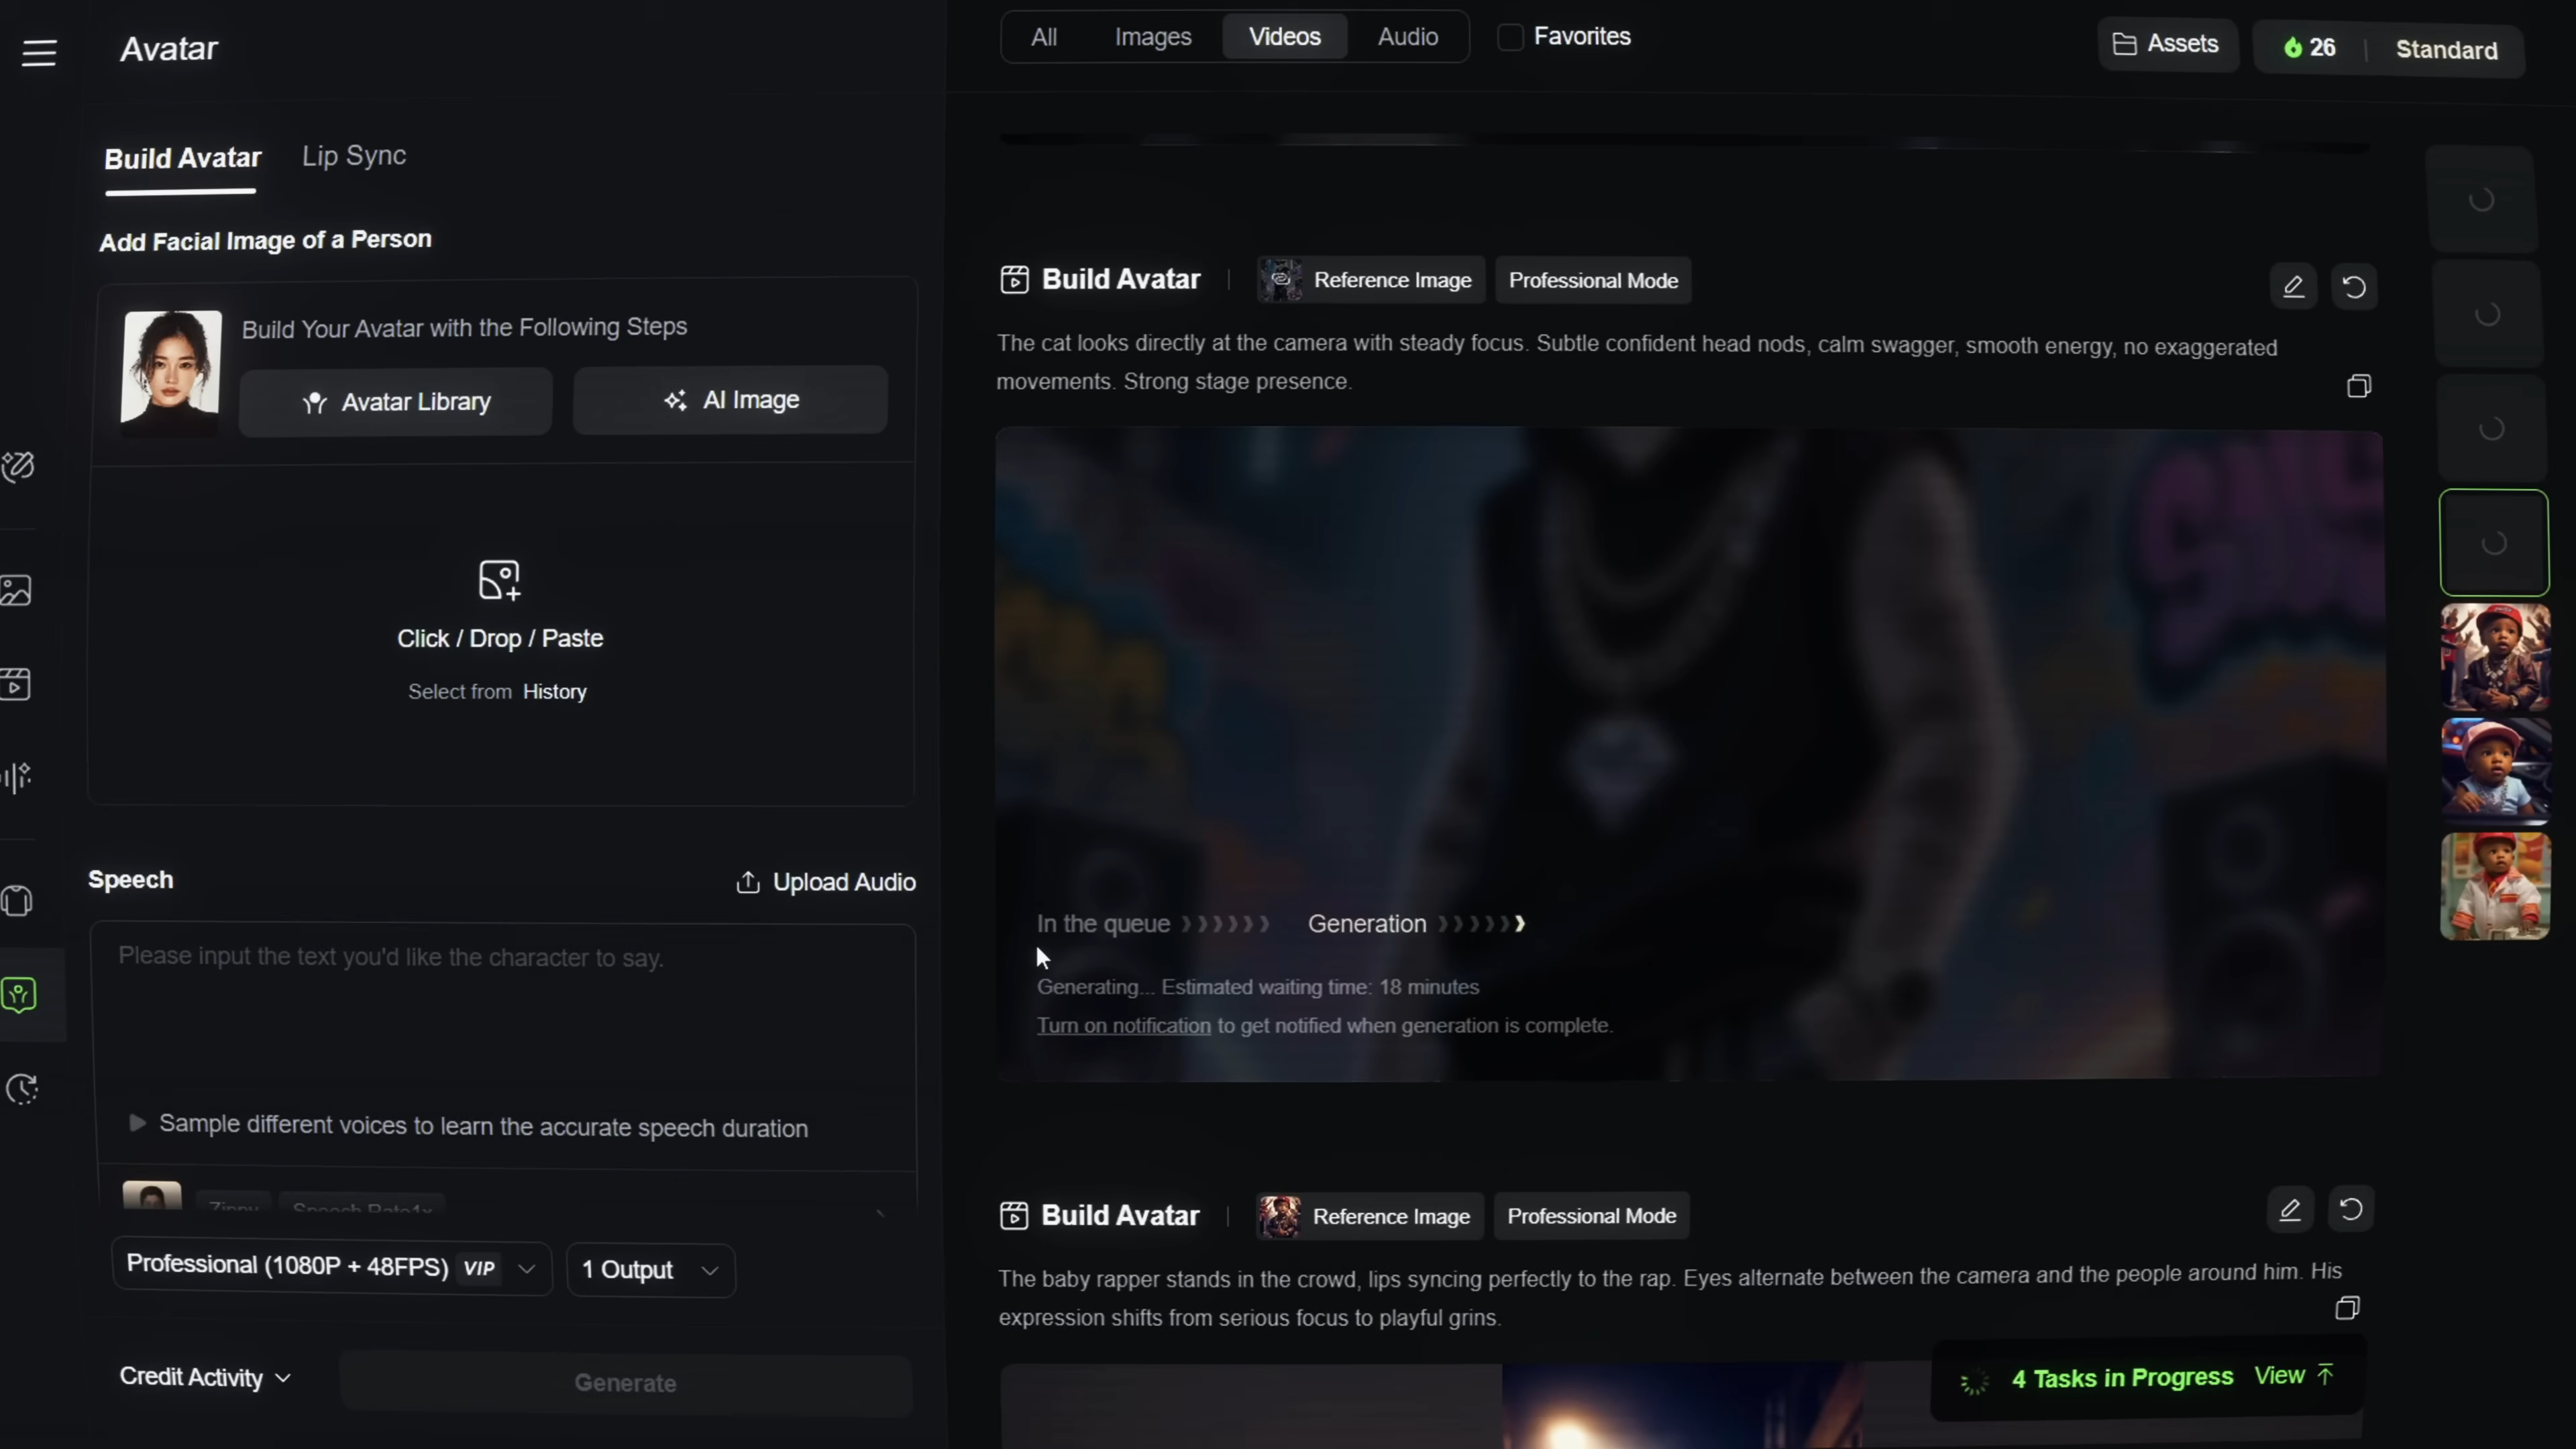 Avatar
All Images Videos Audio Favorites
Assets 26 Standard
Build Avatar Lip Sync
Add Facial Image of a Person
Build Your Avatar with the Following Steps
Avatar Library AI Image
Click / Drop / Paste
Select from History
Speech Upload Audio
Please input the text you'd like the character to say.
Sample different voices to learn the accurate speech duration
Zippy Speech Rate1x
Professional (1080P + 48FPS) VIP 1 Output
Credit Activity Generate
Build Avatar Reference Image Professional Mode
The cat looks directly at the camera with steady focus. Subtle confident head nods, calm swagger, smooth energy, no exaggerated
movements. Strong stage presence.
In the queue Generation
Generating... Estimated waiting time: 18 minutes
Turn on notification to get notified when generation is complete.
Build Avatar Reference Image Professional Mode
The baby rapper stands in the crowd, lips syncing perfectly to the rap. Eyes alternate between the camera and the people around him. His
expression shifts from serious focus to playful grins.
4 Tasks in Progress View